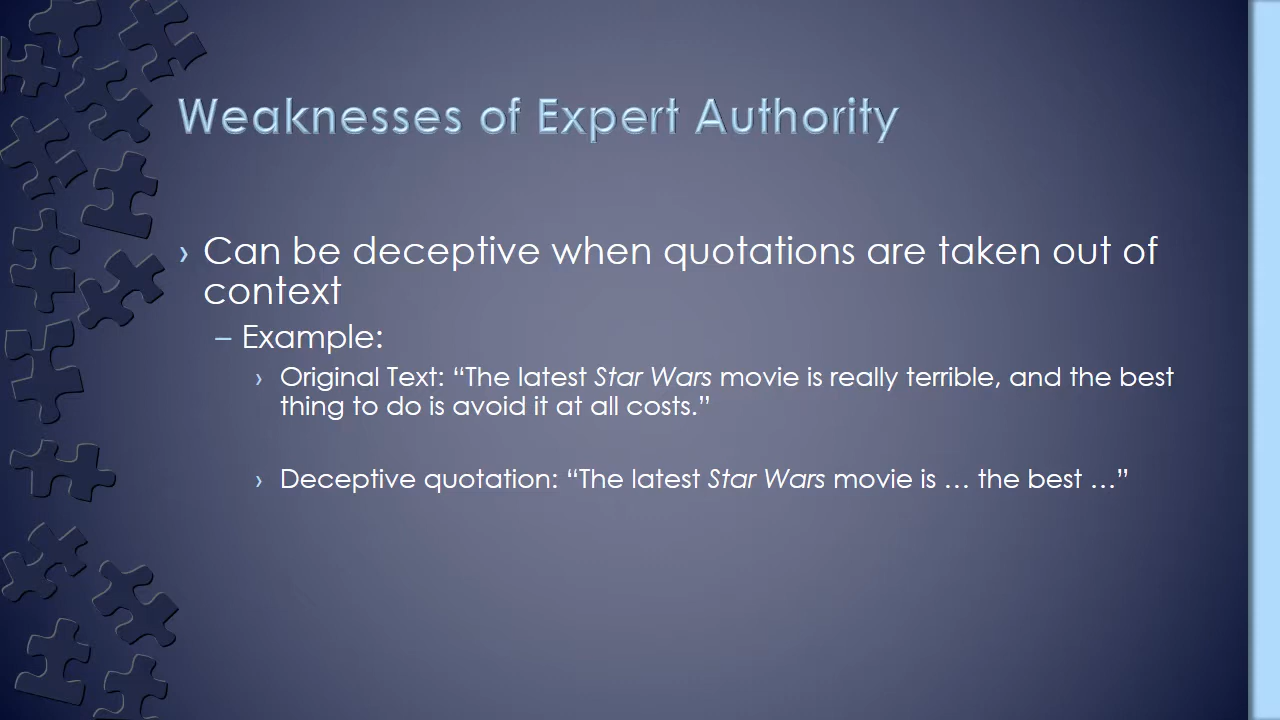 Weaknesses of Expert Authority
› Can be deceptive when quotations are taken out of
context
– Example:
› Original Text: “The latest Star Wars movie is really terrible, and the best
thing to do is avoid it at all costs.”
› Deceptive quotation: “The latest Star Wars movie is … the best …”